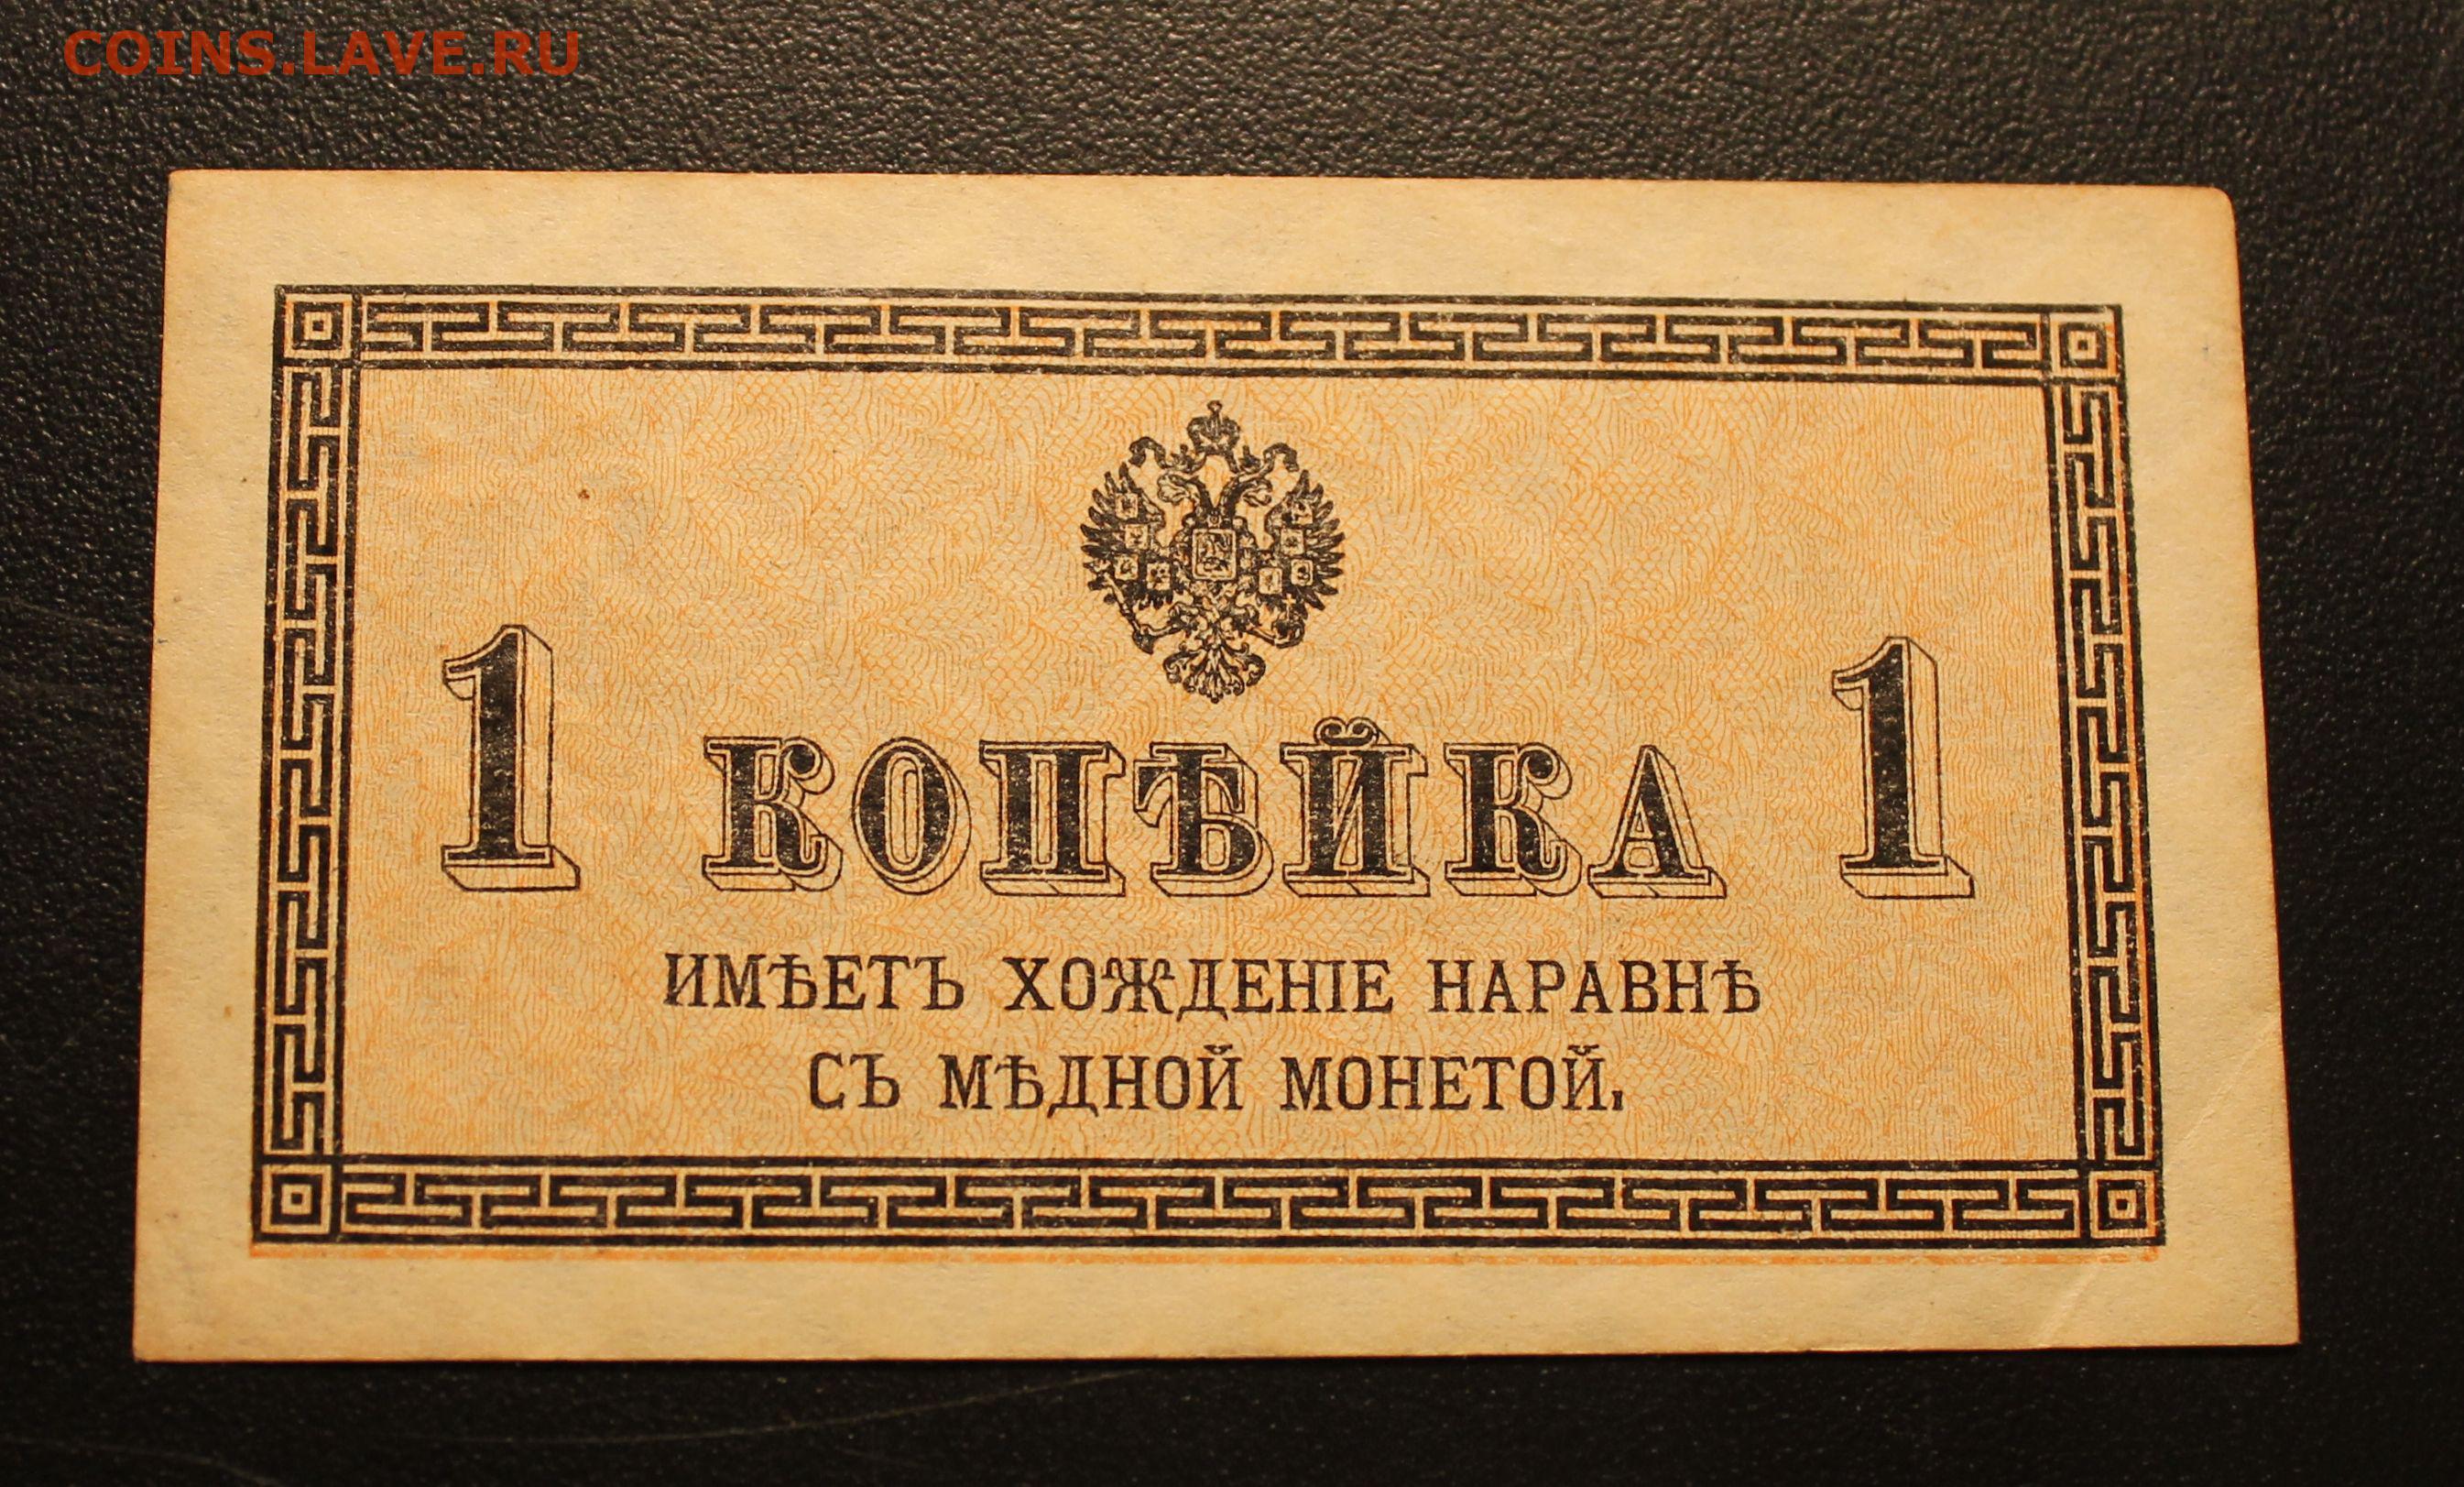 COINS.LAVE.RU
1 КОПѢЙКА 1
ИМѢЕТЪ ХОЖДЕНІЕ НАРАВНѢ
СЪ МѢДНОЙ МОНЕТОЙ.